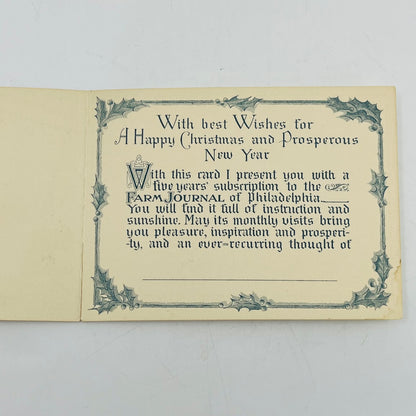 With best Wishes for
A Happy Christmas and Prosperous
New Year
With this card I present you with a
five years' subscription to the
FARM JOURNAL of Philadelphia
You will find it full of instruction and
sunshine. May its monthly visits bring
you pleasure, inspiration and prosperi-
ty, and an ever-recurring thought of